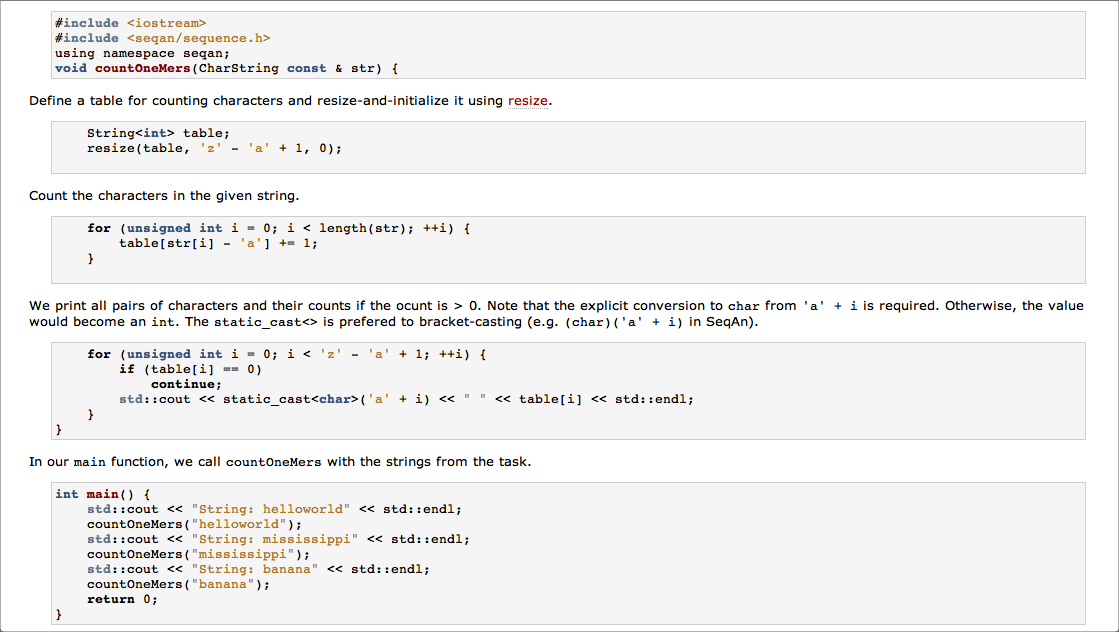 #include <iostream>
#include <seqan/sequence.h>
using namespace seqan;
void countOneMers(CharString const & str) {
Define a table for counting characters and resize-and-initialize it using resize.
    String<int> table;
    resize(table, 'z' - 'a' + 1, 0);
Count the characters in the given string.
    for (unsigned int i = 0; i < length(str); ++i) {
        table[str[i] - 'a'] += 1;
    }
We print all pairs of characters and their counts if the ocunt is > 0. Note that the explicit conversion to char from 'a' + i is required. Otherwise, the value
would become an int. The static_cast<> is prefered to bracket-casting (e.g. (char)('a' + i) in SeqAn).
    for (unsigned int i = 0; i < 'z' - 'a' + 1; ++i) {
        if (table[i] == 0)
            continue;
        std::cout << static_cast<char>('a' + i) << " " << table[i] << std::endl;
    }
}
In our main function, we call countOneMers with the strings from the task.
int main() {
    std::cout << "String: helloworld" << std::endl;
    countOneMers("helloworld");
    std::cout << "String: mississippi" << std::endl;
    countOneMers("mississippi");
    std::cout << "String: banana" << std::endl;
    countOneMers("banana");
    return 0;
}